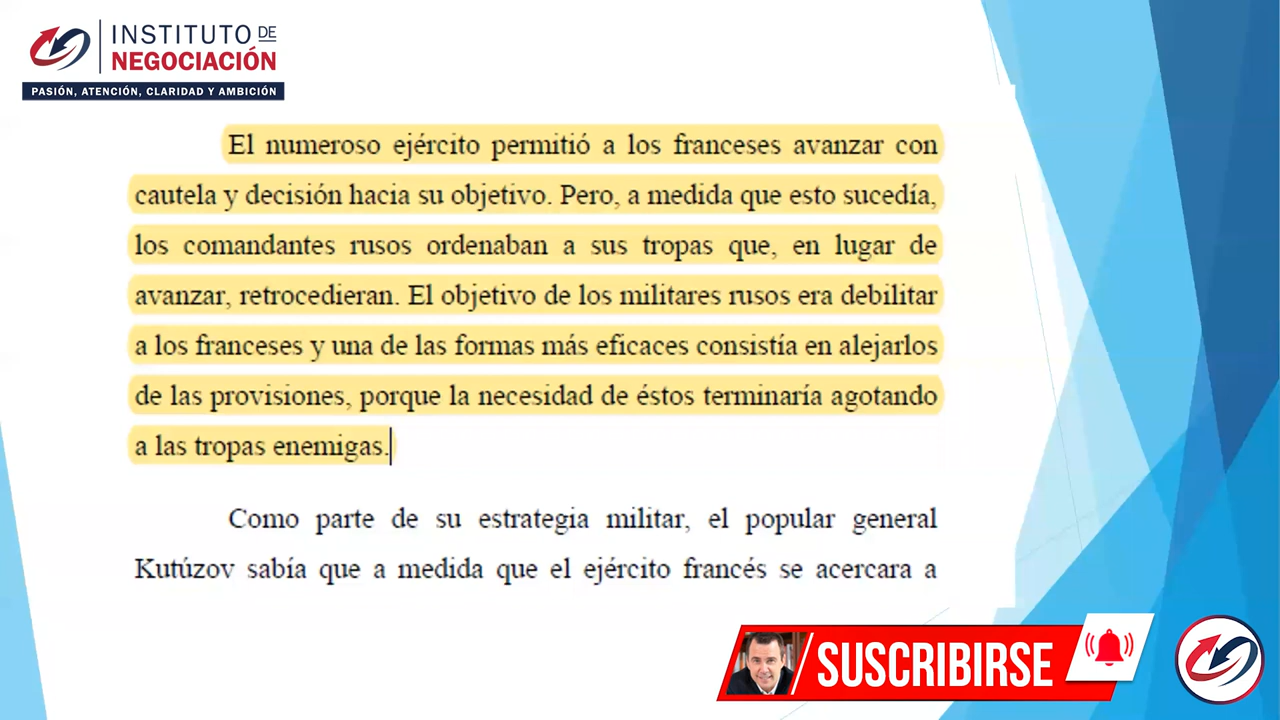 INSTITUTO DE
NEGOCIACIÓN
PASIÓN, ATENCIÓN, CLARIDAD Y AMBICIÓN
El numeroso ejército permitió a los franceses avanzar con
cautela y decisión hacia su objetivo. Pero, a medida que esto sucedía,
los comandantes rusos ordenaban a sus tropas que, en lugar de
avanzar, retrocedieran. El objetivo de los militares rusos era debilitar
a los franceses y una de las formas más eficaces consistía en alejarlos
de las provisiones, porque la necesidad de éstos terminaría agotando
a las tropas enemigas.
Como parte de su estrategia militar, el popular general
Kutúzov sabía que a medida que el ejército francés se acercara a
SUSCRIBIRSE